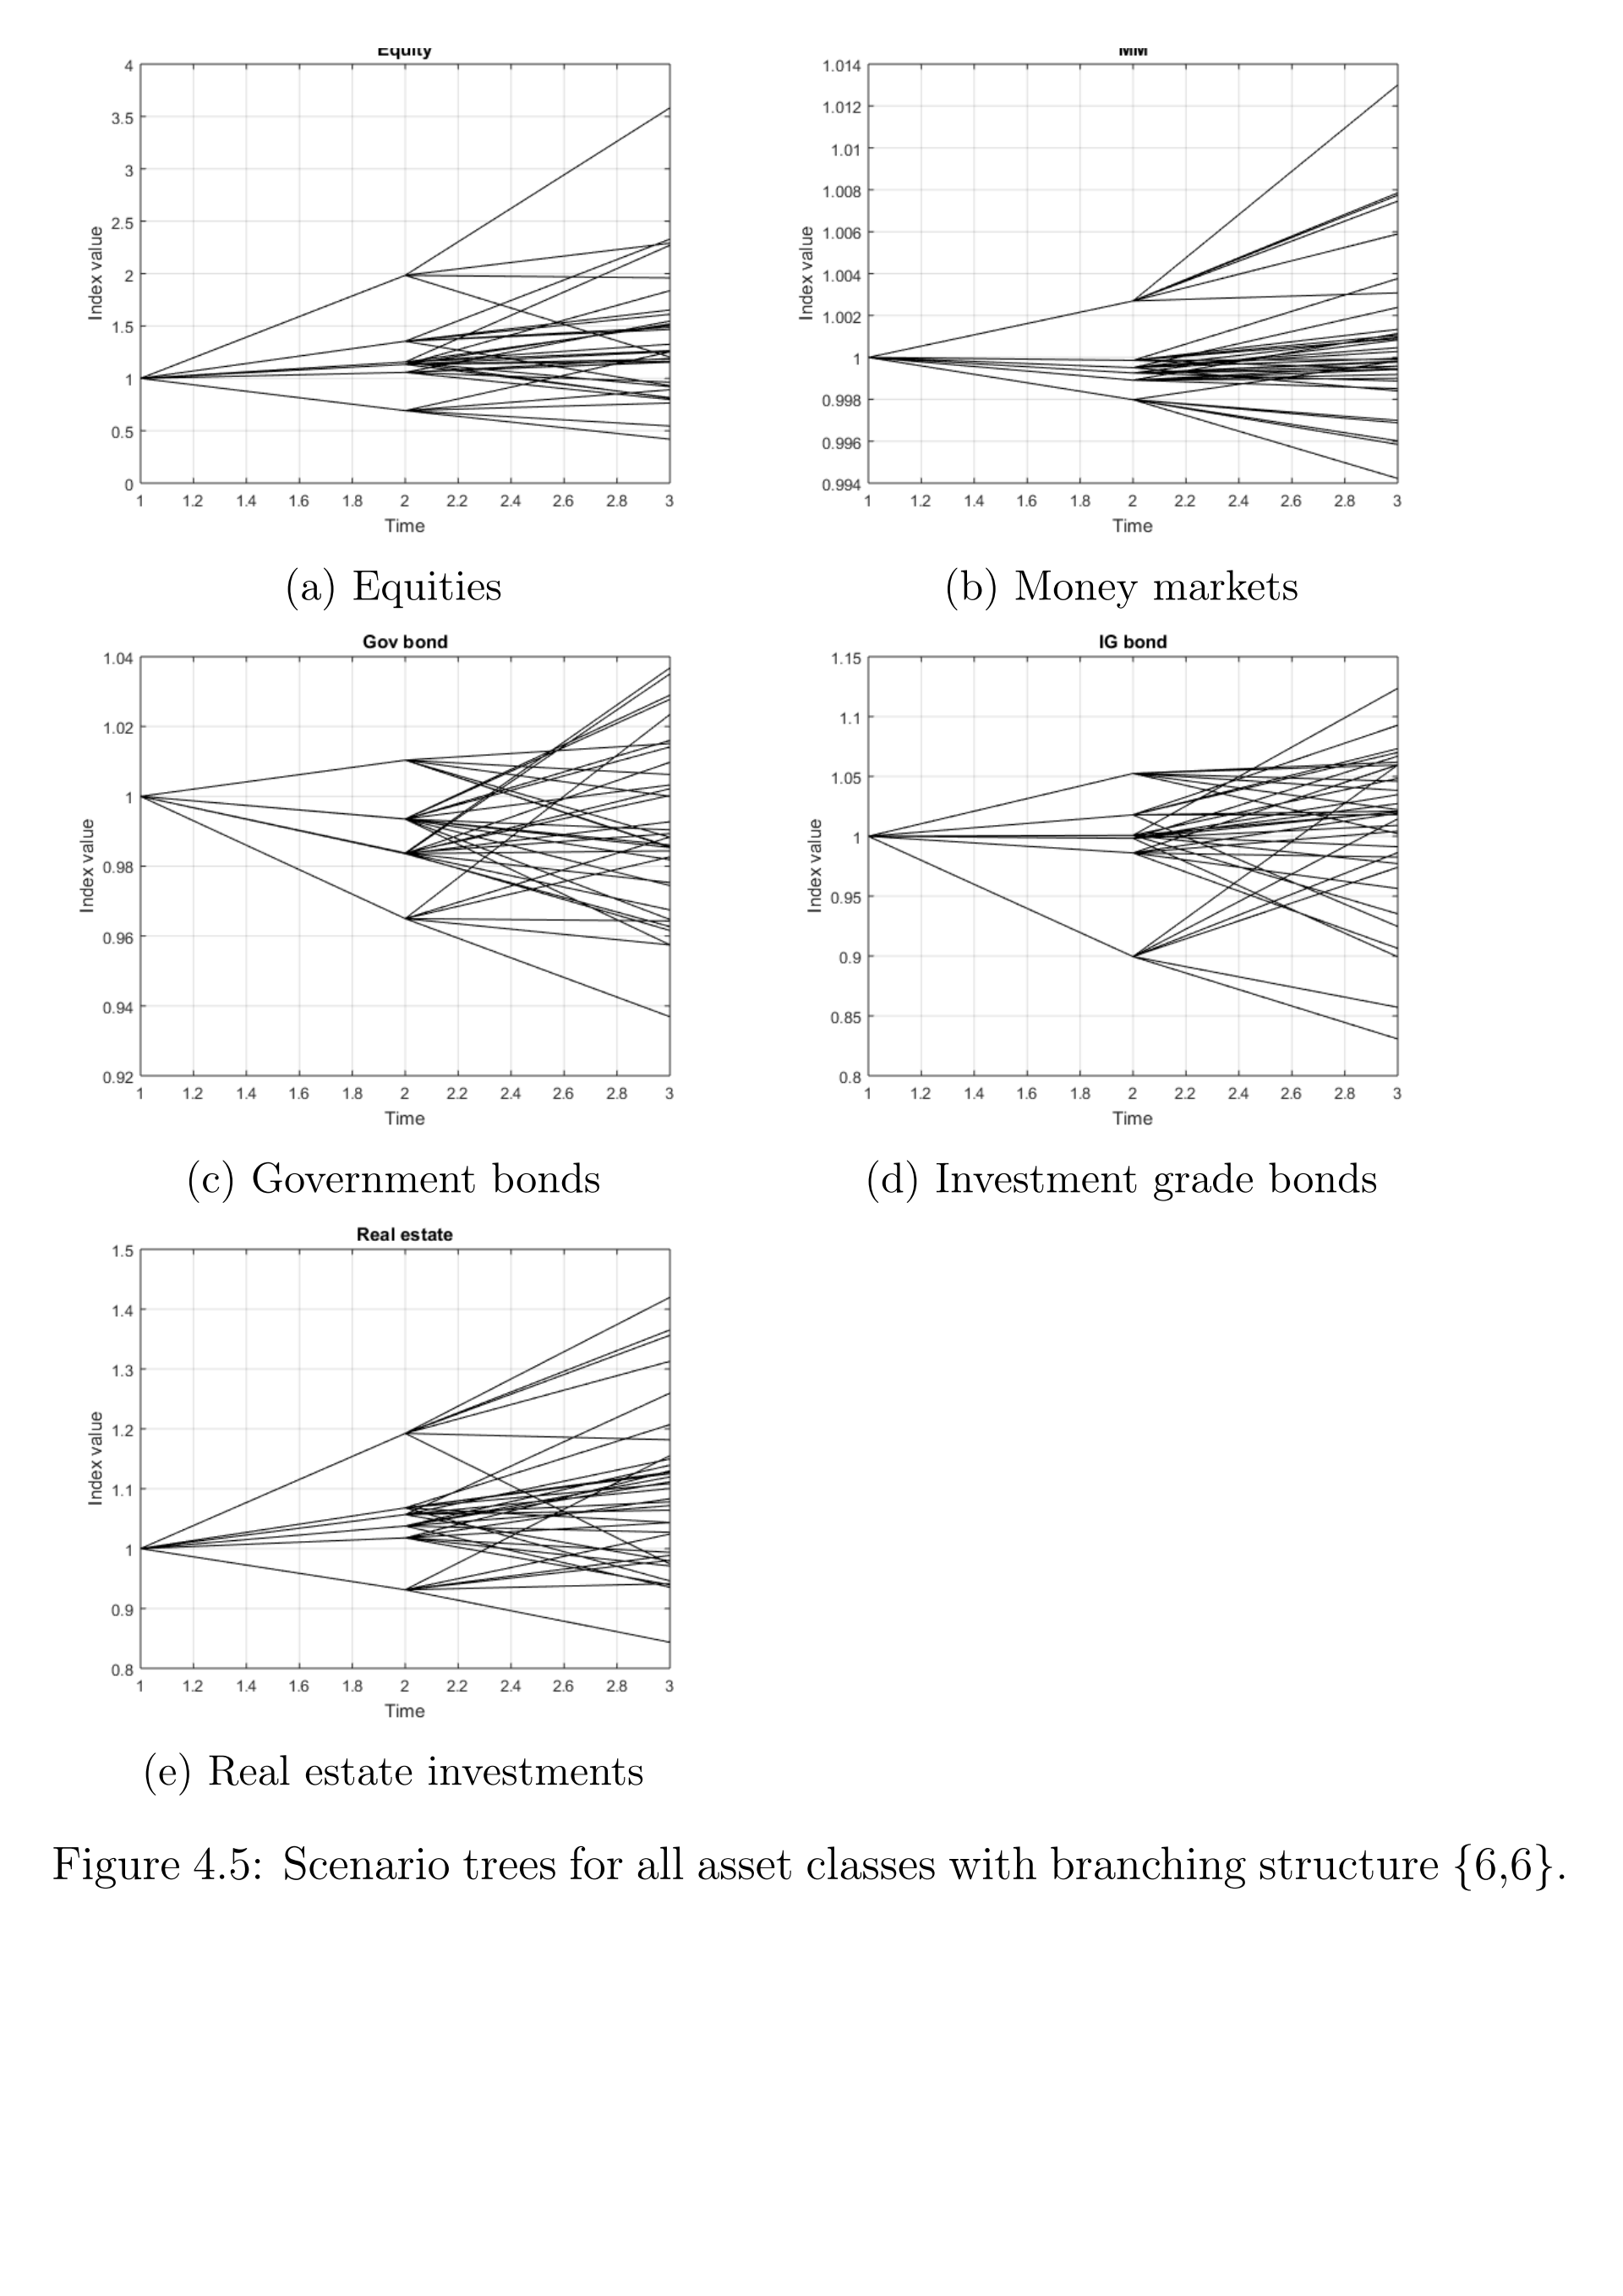 Equity
4
3.5
3
2.5
2
1.5
1
0.5
0
Index value
1 1.2 1.4 1.6 1.8 2 2.2 2.4 2.6 2.8 3
Time
(a) Equities
MM
1.014
1.012
1.01
1.008
1.006
1.004
1.002
1
0.998
0.996
0.994
Index value
1 1.2 1.4 1.6 1.8 2 2.2 2.4 2.6 2.8 3
Time
(b) Money markets
Gov bond
1.04
1.02
1
0.98
0.96
0.94
0.92
Index value
1 1.2 1.4 1.6 1.8 2 2.2 2.4 2.6 2.8 3
Time
(c) Government bonds
IG bond
1.15
1.1
1.05
1
0.95
0.9
0.85
0.8
Index value
1 1.2 1.4 1.6 1.8 2 2.2 2.4 2.6 2.8 3
Time
(d) Investment grade bonds
Real estate
1.5
1.4
1.3
1.2
1.1
1
0.9
0.8
Index value
1 1.2 1.4 1.6 1.8 2 2.2 2.4 2.6 2.8 3
Time
(e) Real estate investments
Figure 4.5: Scenario trees for all asset classes with branching structure {6,6}.